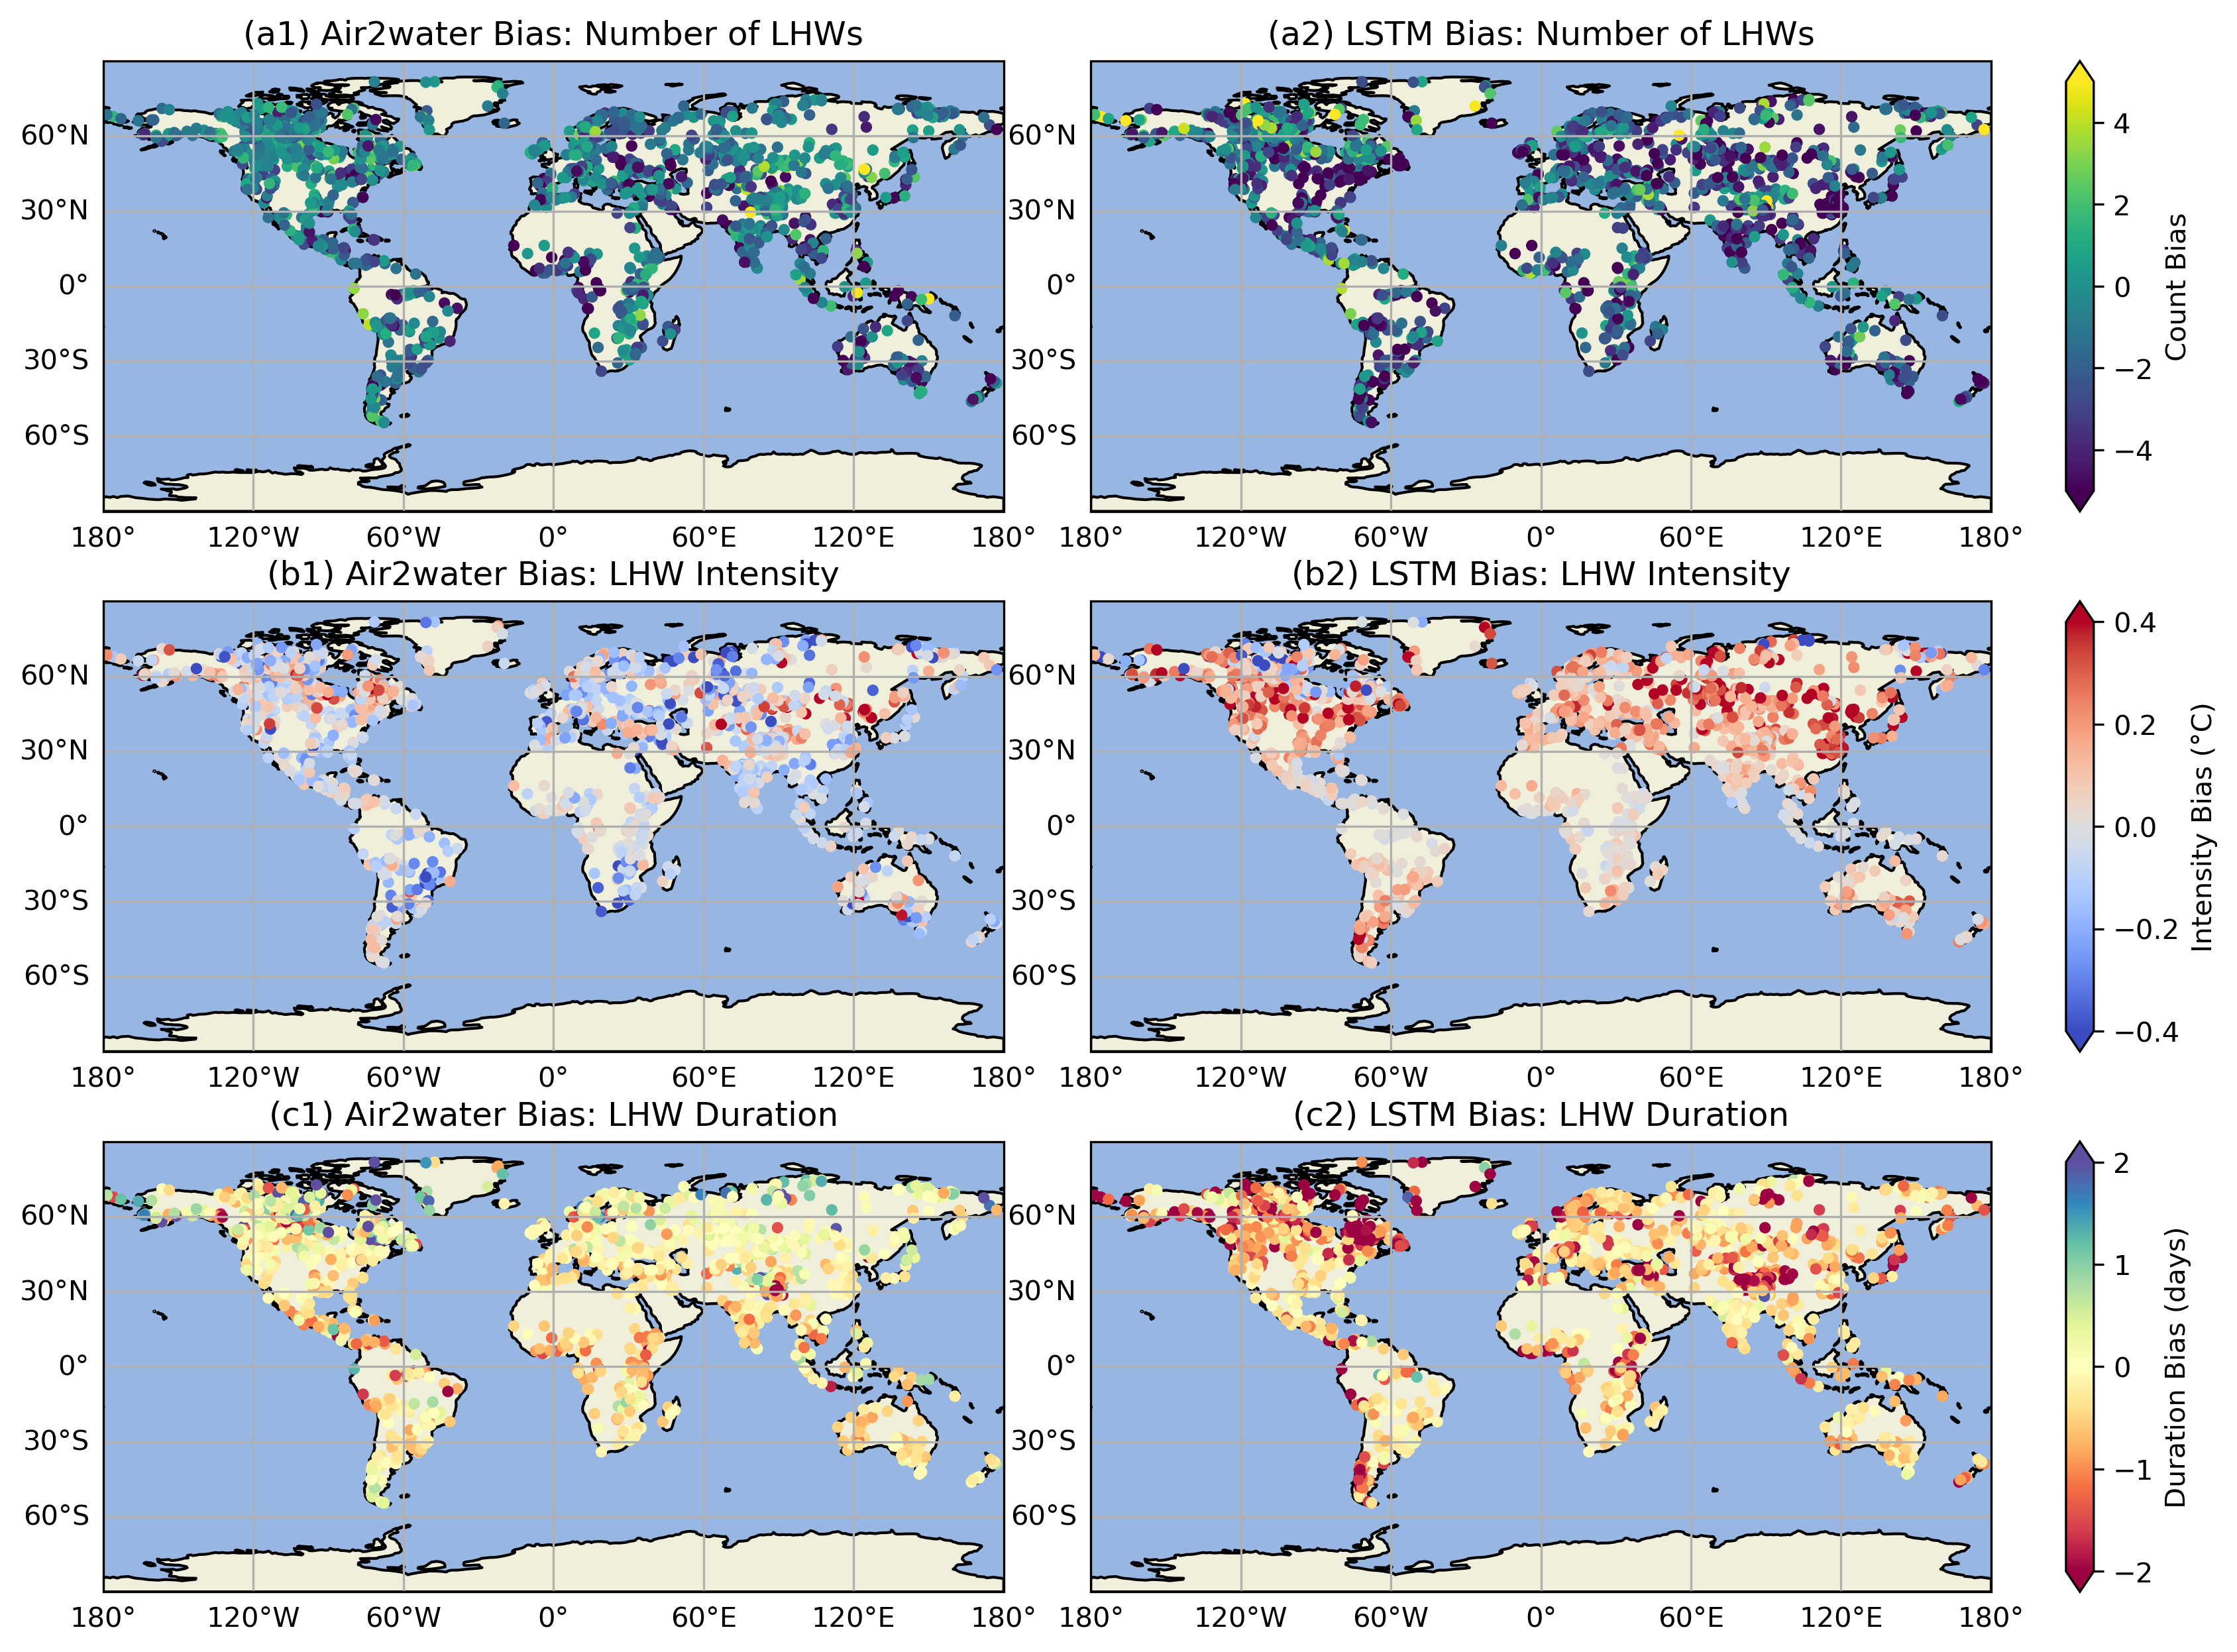 (a1) Air2water Bias: Number of LHWs
(a2) LSTM Bias: Number of LHWs
60°N
30°N
0°
30°S
60°S
180°
120°W
60°W
0°
60°E
120°E
180°
60°N
30°N
0°
30°S
60°S
180°
120°W
60°W
0°
60°E
120°E
180°
4
2
0
−2
−4
Count Bias
(b1) Air2water Bias: LHW Intensity
(b2) LSTM Bias: LHW Intensity
60°N
30°N
0°
30°S
60°S
180°
120°W
60°W
0°
60°E
120°E
180°
60°N
30°N
0°
30°S
60°S
180°
120°W
60°W
0°
60°E
120°E
180°
0.4
0.2
0.0
−0.2
−0.4
Intensity Bias (°C)
(c1) Air2water Bias: LHW Duration
(c2) LSTM Bias: LHW Duration
60°N
30°N
0°
30°S
60°S
180°
120°W
60°W
0°
60°E
120°E
180°
60°N
30°N
0°
30°S
60°S
180°
120°W
60°W
0°
60°E
120°E
180°
2
1
0
−1
−2
Duration Bias (days)